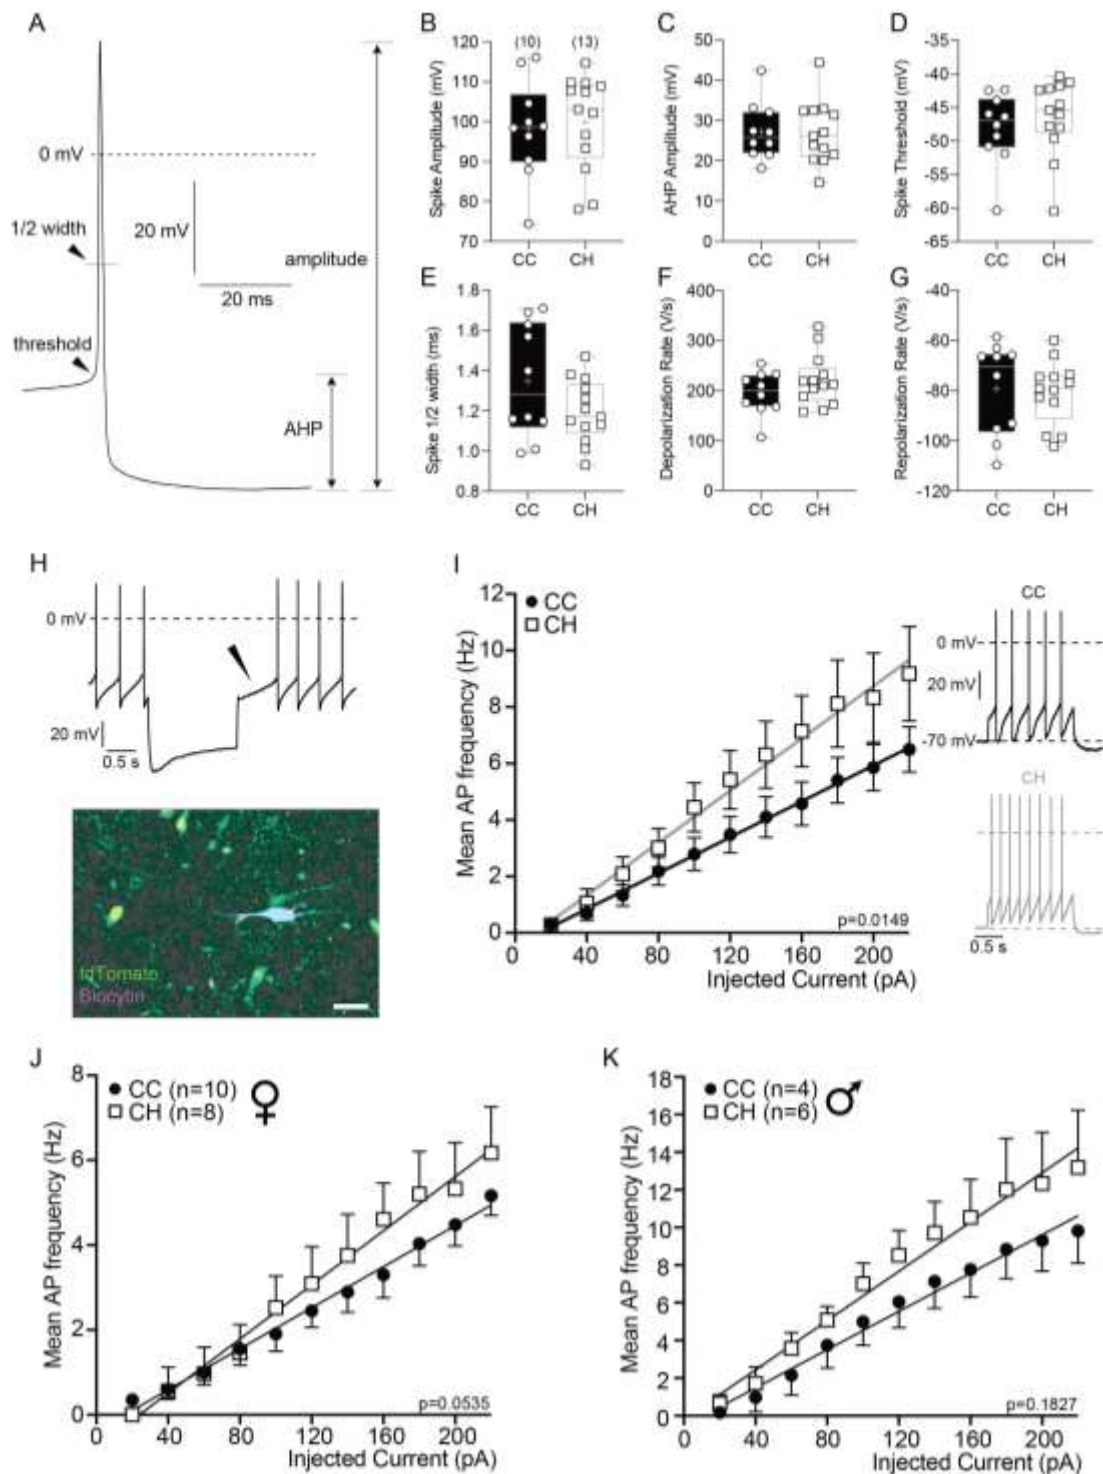 A
0 mV
1/2 width
20 mV
amplitude
20 ms
threshold
AHP
B
Spike Amplitude (mV)
120
110
100
90
80
70
(10)
(13)
CC
CH
C
AHP Amplitude (mV)
50
40
30
20
10
0
CC
CH
D
Spike Threshold (mV)
-35
-40
-45
-50
-55
-60
-65
CC
CH
E
Spike 1/2 width (ms)
1.8
1.6
1.4
1.2
1.0
0.8
CC
CH
F
Depolarization Rate (V/s)
400
300
200
100
0
CC
CH
G
Repolarization Rate (V/s)
-40
-60
-80
-100
-120
CC
CH
H
0 mV
20 mV
0.5 s
tdTomato
Biocytin
I
Mean AP frequency (Hz)
12
10
8
6
4
2
0
CC
CH
p=0.0149
0 40 80 120 160 200
Injected Current (pA)
CC
0 mV
20 mV
-70 mV
CH
0.5 s
J
Mean AP frequency (Hz)
8
6
4
2
0
CC (n=10)
CH (n=8)
♀
p=0.0535
0 40 80 120 160 200
Injected Current (pA)
K
Mean AP frequency (Hz)
18
16
14
12
10
8
6
4
2
0
CC (n=4)
CH (n=6)
♂
p=0.1827
0 40 80 120 160 200
Injected Current (pA)